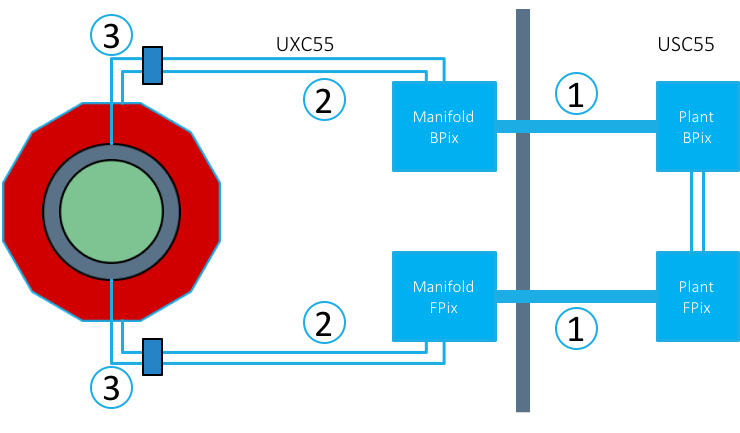 3
UXC55
USC55
2
1
Manifold
BPix
Plant
BPix
Manifold
FPix
Plant
FPix
2
1
3